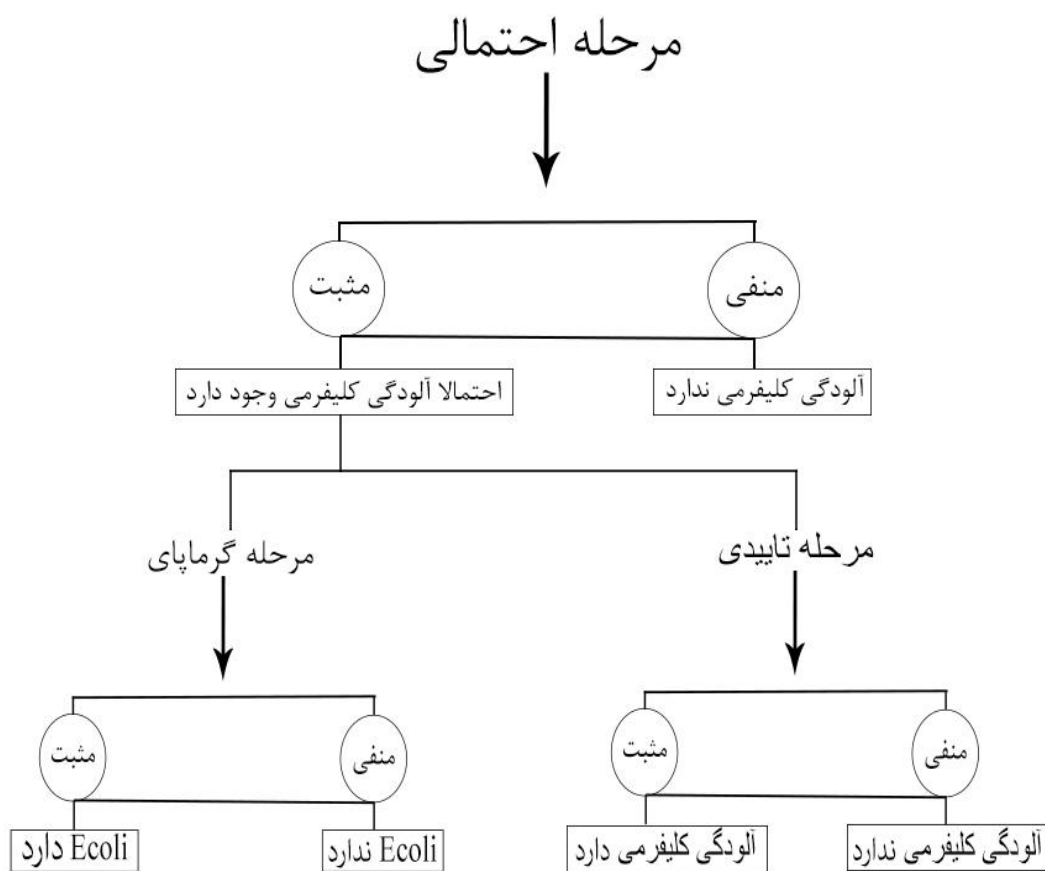 مرحله احتمالی
منفی
مثبت
آلودگی کلیفرمی ندارد
احتمالا آلودگی کلیفرمی وجود دارد
مرحله تاییدی
مرحله گرماپای
منفی
مثبت
منفی
مثبت
آلودگی کلیفرمی ندارد
آلودگی کلیفرمی دارد
Ecoli ندارد
Ecoli دارد